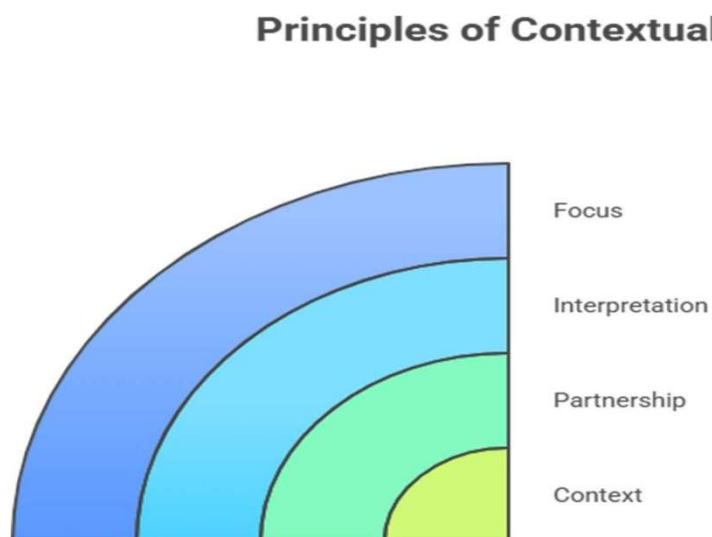 Principles of Contextual
Focus
Interpretation
Partnership
Context